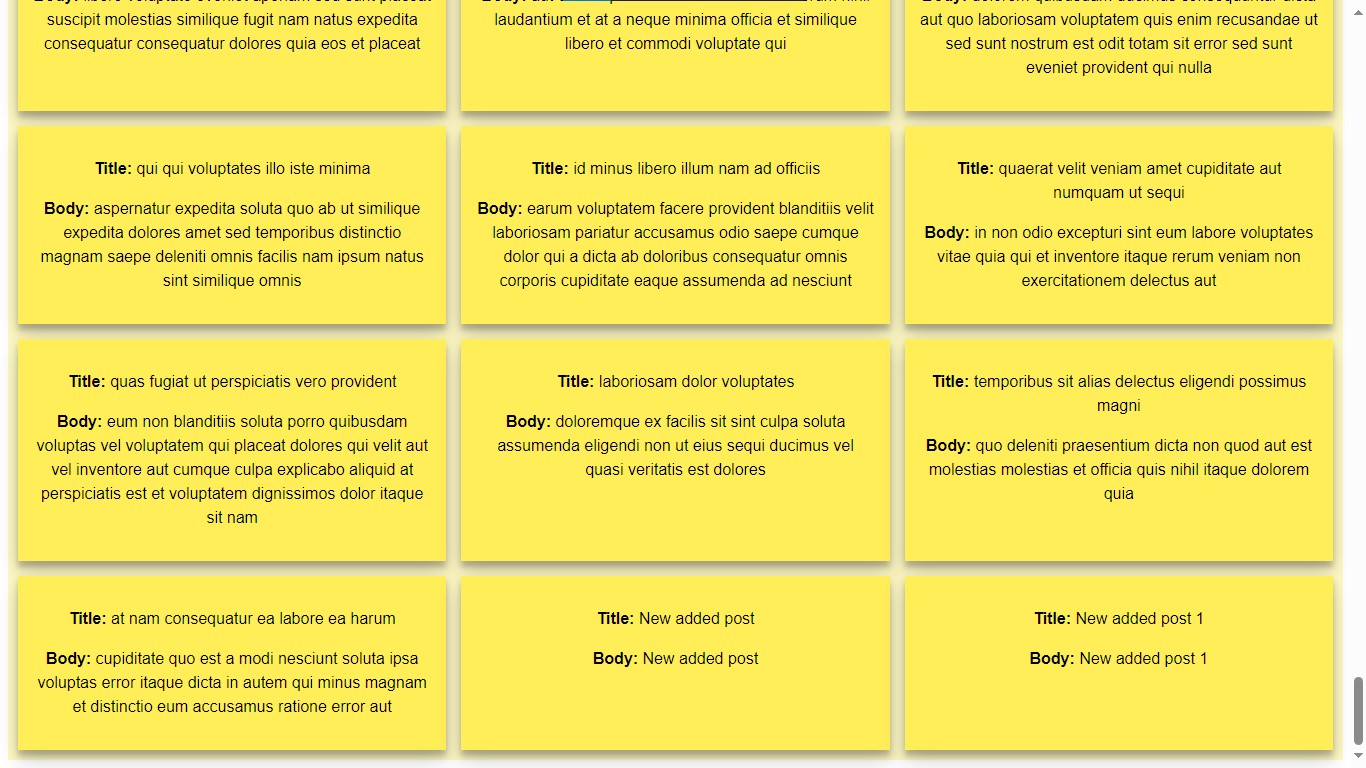 suscipit molestias similique fugit nam natus expedita
consequatur consequatur dolores quia eos et placeat
laudantium et at a neque minima officia et similique
libero et commodi voluptate qui
aut quo laboriosam voluptatem quis enim recusandae ut
sed sunt nostrum est odit totam sit error sed sunt
eveniet provident qui nulla
Title: qui qui voluptates illo iste minima
Body: aspernatur expedita soluta quo ab ut similique
expedita dolores amet sed temporibus distinctio
magnam saepe deleniti omnis facilis nam ipsum natus
sint similique omnis
Title: id minus libero illum nam ad officiis
Body: earum voluptatem facere provident blanditiis velit
laboriosam pariatur accusamus odio saepe cumque
dolor qui a dicta ab doloribus consequatur omnis
corporis cupiditate eaque assumenda ad nesciunt
Title: quaerat velit veniam amet cupiditate aut
numquam ut sequi
Body: in non odio excepturi sint eum labore voluptates
vitae quia qui et inventore itaque rerum veniam non
exercitationem delectus aut
Title: quas fugiat ut perspiciatis vero provident
Body: eum non blanditiis soluta porro quibusdam
voluptas vel voluptatem qui placeat dolores qui velit aut
vel inventore aut cumque culpa explicabo aliquid at
perspiciatis est et voluptatem dignissimos dolor itaque
sit nam
Title: laboriosam dolor voluptates
Body: doloremque ex facilis sit sint culpa soluta
assumenda eligendi non ut eius sequi ducimus vel
quasi veritatis est dolores
Title: temporibus sit alias delectus eligendi possimus
magni
Body: quo deleniti praesentium dicta non quod aut est
molestias molestias et officia quis nihil itaque dolorem
quia
Title: at nam consequatur ea labore ea harum
Body: cupiditate quo est a modi nesciunt soluta ipsa
voluptas error itaque dicta in autem qui minus magnam
et distinctio eum accusamus ratione error aut
Title: New added post
Body: New added post
Title: New added post 1
Body: New added post 1